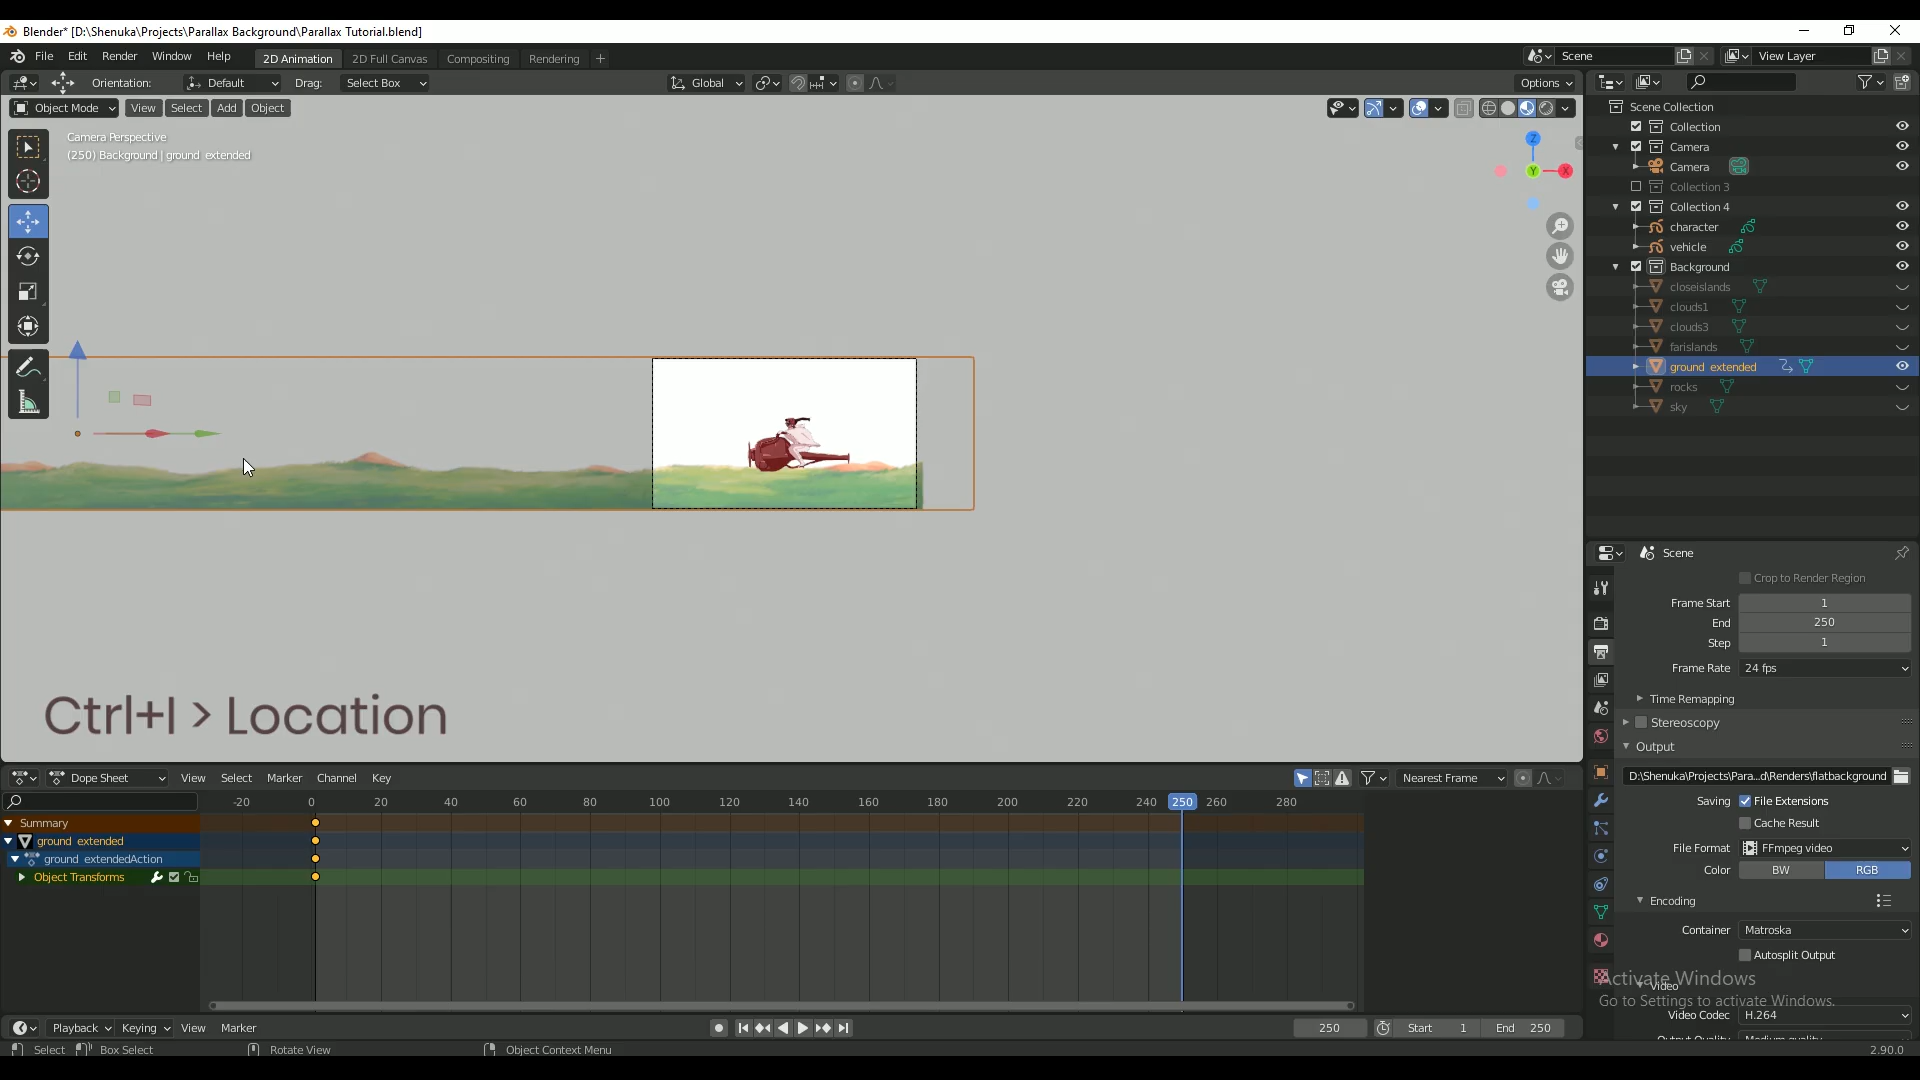 Blender* [D:\Shenuka\Projects\Parallax Background\Parallax Tutorial.blend]
File Edit Render Window Help 2D Animation 2D Full Canvas Compositing Rendering + Scene View Layer
Orientation: Default Drag: Select Box Global Options
Object Mode View Select Add Object
Camera Perspective
(250) Background | ground extended
Z
Y
X
Scene Collection
Collection
Camera
Camera
Collection 3
Collection 4
character
vehicle
Background
closeislands
clouds1
clouds3
farislands
ground extended
rocks
sky
Ctrl+I > Location
Scene
Crop to Render Region
Frame Start 1
End 250
Step 1
Frame Rate 24 fps
Time Remapping
Stereoscopy
Output
D:\Shenuka\Projects\Para...d\Renders\flatbackground
Saving File Extensions
Cache Result
File Format FFmpeg video
Color BW RGB
Encoding
Container Matroska
Autosplit Output
Video
Activate Windows
Go to Settings to activate Windows.
Video Codec H.264
Output Quality Medium quality
Dope Sheet View Select Marker Channel Key Nearest Frame
-20 0 20 40 60 80 100 120 140 160 180 200 220 240 250 260 280
Summary
ground extended
ground extendedAction
Object Transforms
Playback Keying View Marker 250 Start 1 End 250
Select Box Select Rotate View Object Context Menu 2.90.0